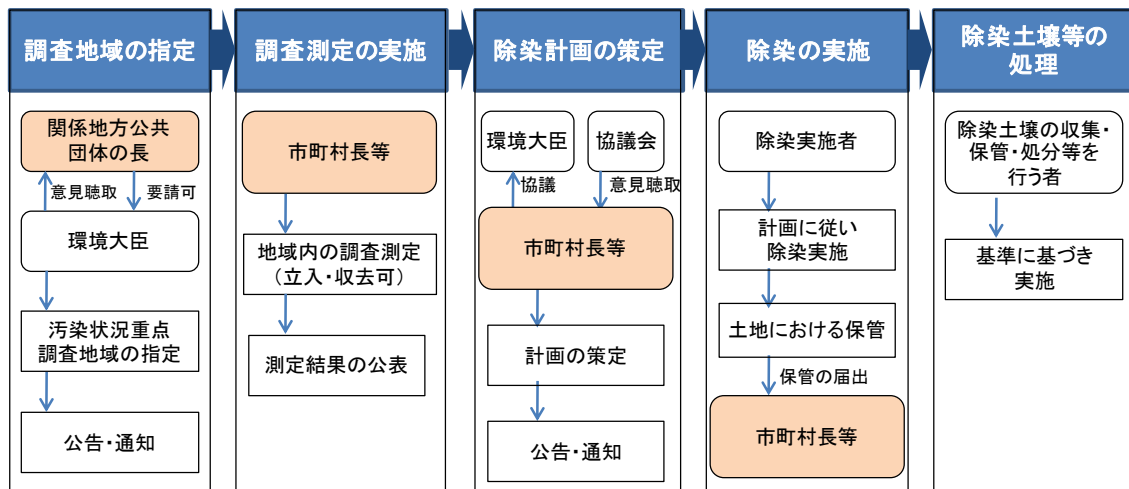 調査地域の指定
調査測定の実施
除染計画の策定
除染の実施
除染土壌等の
処理
関係地方公共
団体の長
意見聴取
要請可
環境大臣
汚染状況重点
調査地域の指定
公告・通知
市町村長等
地域内の調査測定
（立入・収去可）
測定結果の公表
環境大臣
協議会
協議
意見聴取
市町村長等
計画の策定
公告・通知
除染実施者
計画に従い
除染実施
土地における保管
保管の届出
市町村長等
除染土壌の収集・
保管・処分等を
行う者
基準に基づき
実施